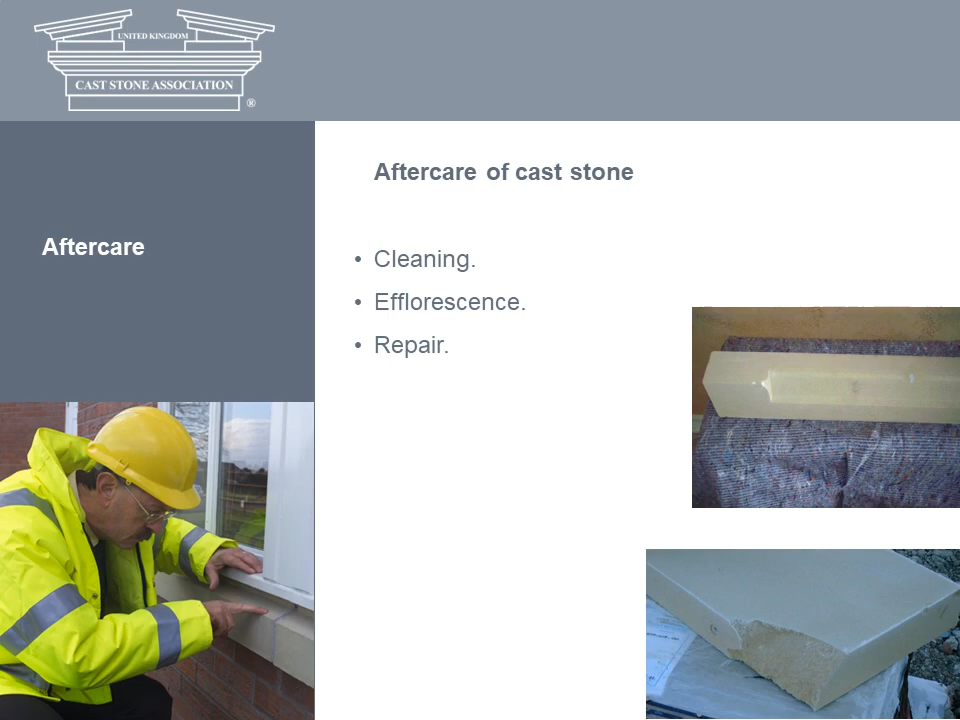 UNITED KINGDOM
CAST STONE ASSOCIATION
®
Aftercare
Aftercare of cast stone
• Cleaning.
• Efflorescence.
• Repair.